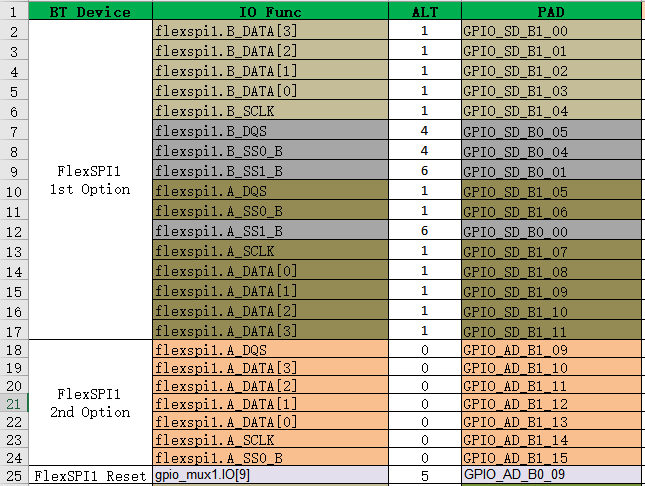 1 BT Device IO Func ALT PAD
2 flexspi1.B_DATA[3] 1 GPIO_SD_B1_00
3 flexspi1.B_DATA[2] 1 GPIO_SD_B1_01
4 flexspi1.B_DATA[1] 1 GPIO_SD_B1_02
5 flexspi1.B_DATA[0] 1 GPIO_SD_B1_03
6 flexspi1.B_SCLK 1 GPIO_SD_B1_04
7 flexspi1.B_DQS 4 GPIO_SD_B0_05
8 flexspi1.B_SS0_B 4 GPIO_SD_B0_04
9 FlexSPI1 flexspi1.B_SS1_B 6 GPIO_SD_B0_01
10 1st Option flexspi1.A_DQS 1 GPIO_SD_B1_05
11 flexspi1.A_SS0_B 1 GPIO_SD_B1_06
12 flexspi1.A_SS1_B 6 GPIO_SD_B0_00
13 flexspi1.A_SCLK 1 GPIO_SD_B1_07
14 flexspi1.A_DATA[0] 1 GPIO_SD_B1_08
15 flexspi1.A_DATA[1] 1 GPIO_SD_B1_09
16 flexspi1.A_DATA[2] 1 GPIO_SD_B1_10
17 flexspi1.A_DATA[3] 1 GPIO_SD_B1_11
18 flexspi1.A_DQS 0 GPIO_AD_B1_09
19 flexspi1.A_DATA[3] 0 GPIO_AD_B1_10
20 FlexSPI1 flexspi1.A_DATA[2] 0 GPIO_AD_B1_11
21 2nd Option flexspi1.A_DATA[1] 0 GPIO_AD_B1_12
22 flexspi1.A_DATA[0] 0 GPIO_AD_B1_13
23 flexspi1.A_SCLK 0 GPIO_AD_B1_14
24 flexspi1.A_SS0_B 0 GPIO_AD_B1_15
25 FlexSPI1 Reset gpio_mux1.IO[9] 5 GPIO_AD_B0_09